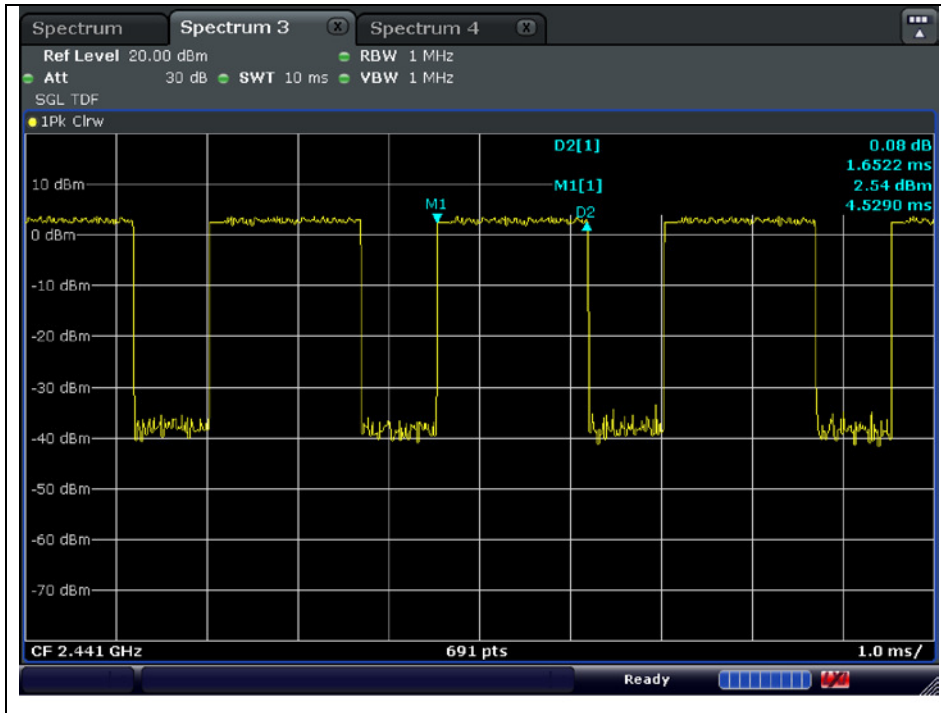 Spectrum Spectrum 3 X Spectrum 4 X
Ref Level 20.00 dBm RBW 1 MHz
Att 30 dB SWT 10 ms VBW 1 MHz
SGL TDF
1Pk Clrw
D2[1] 0.08 dB
1.6522 ms
10 dBm M1[1] 2.54 dBm
4.5290 ms
M1
D2
0 dBm
-10 dBm
-20 dBm
-30 dBm
-40 dBm
-50 dBm
-60 dBm
-70 dBm
CF 2.441 GHz 691 pts 1.0 ms/
Ready